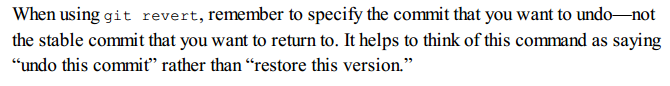 When using git revert, remember to specify the commit that you want to undo—not
the stable commit that you want to return to. It helps to think of this command as saying
“undo this commit” rather than “restore this version.”